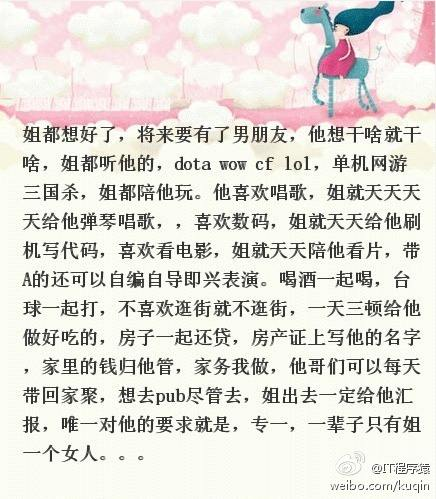 姐都想好了，将来要有了男朋友，他想干啥就干
啥，姐都听他的，dota wow cf lol，单机网游
三国杀，姐都陪他玩。他喜欢唱歌，姐就天天天
天给他弹琴唱歌，，喜欢数码，姐就天天给他刷
机写代码，喜欢看电影，姐就天天陪他看片，带
A的还可以自编自导即兴表演。喝酒一起喝，台
球一起打，不喜欢逛街就不逛街，一天三顿给他
做好吃的，房子一起还贷，房产证上写他的名字
，家里的钱归他管，家务我做，他哥们可以每天
带回家聚，想去pub尽管去，姐出去一定给他汇
报，唯一对他的要求就是，专一，一辈子只有姐
一个女人。。。
@IT程序猿
weibo.com/kuqin